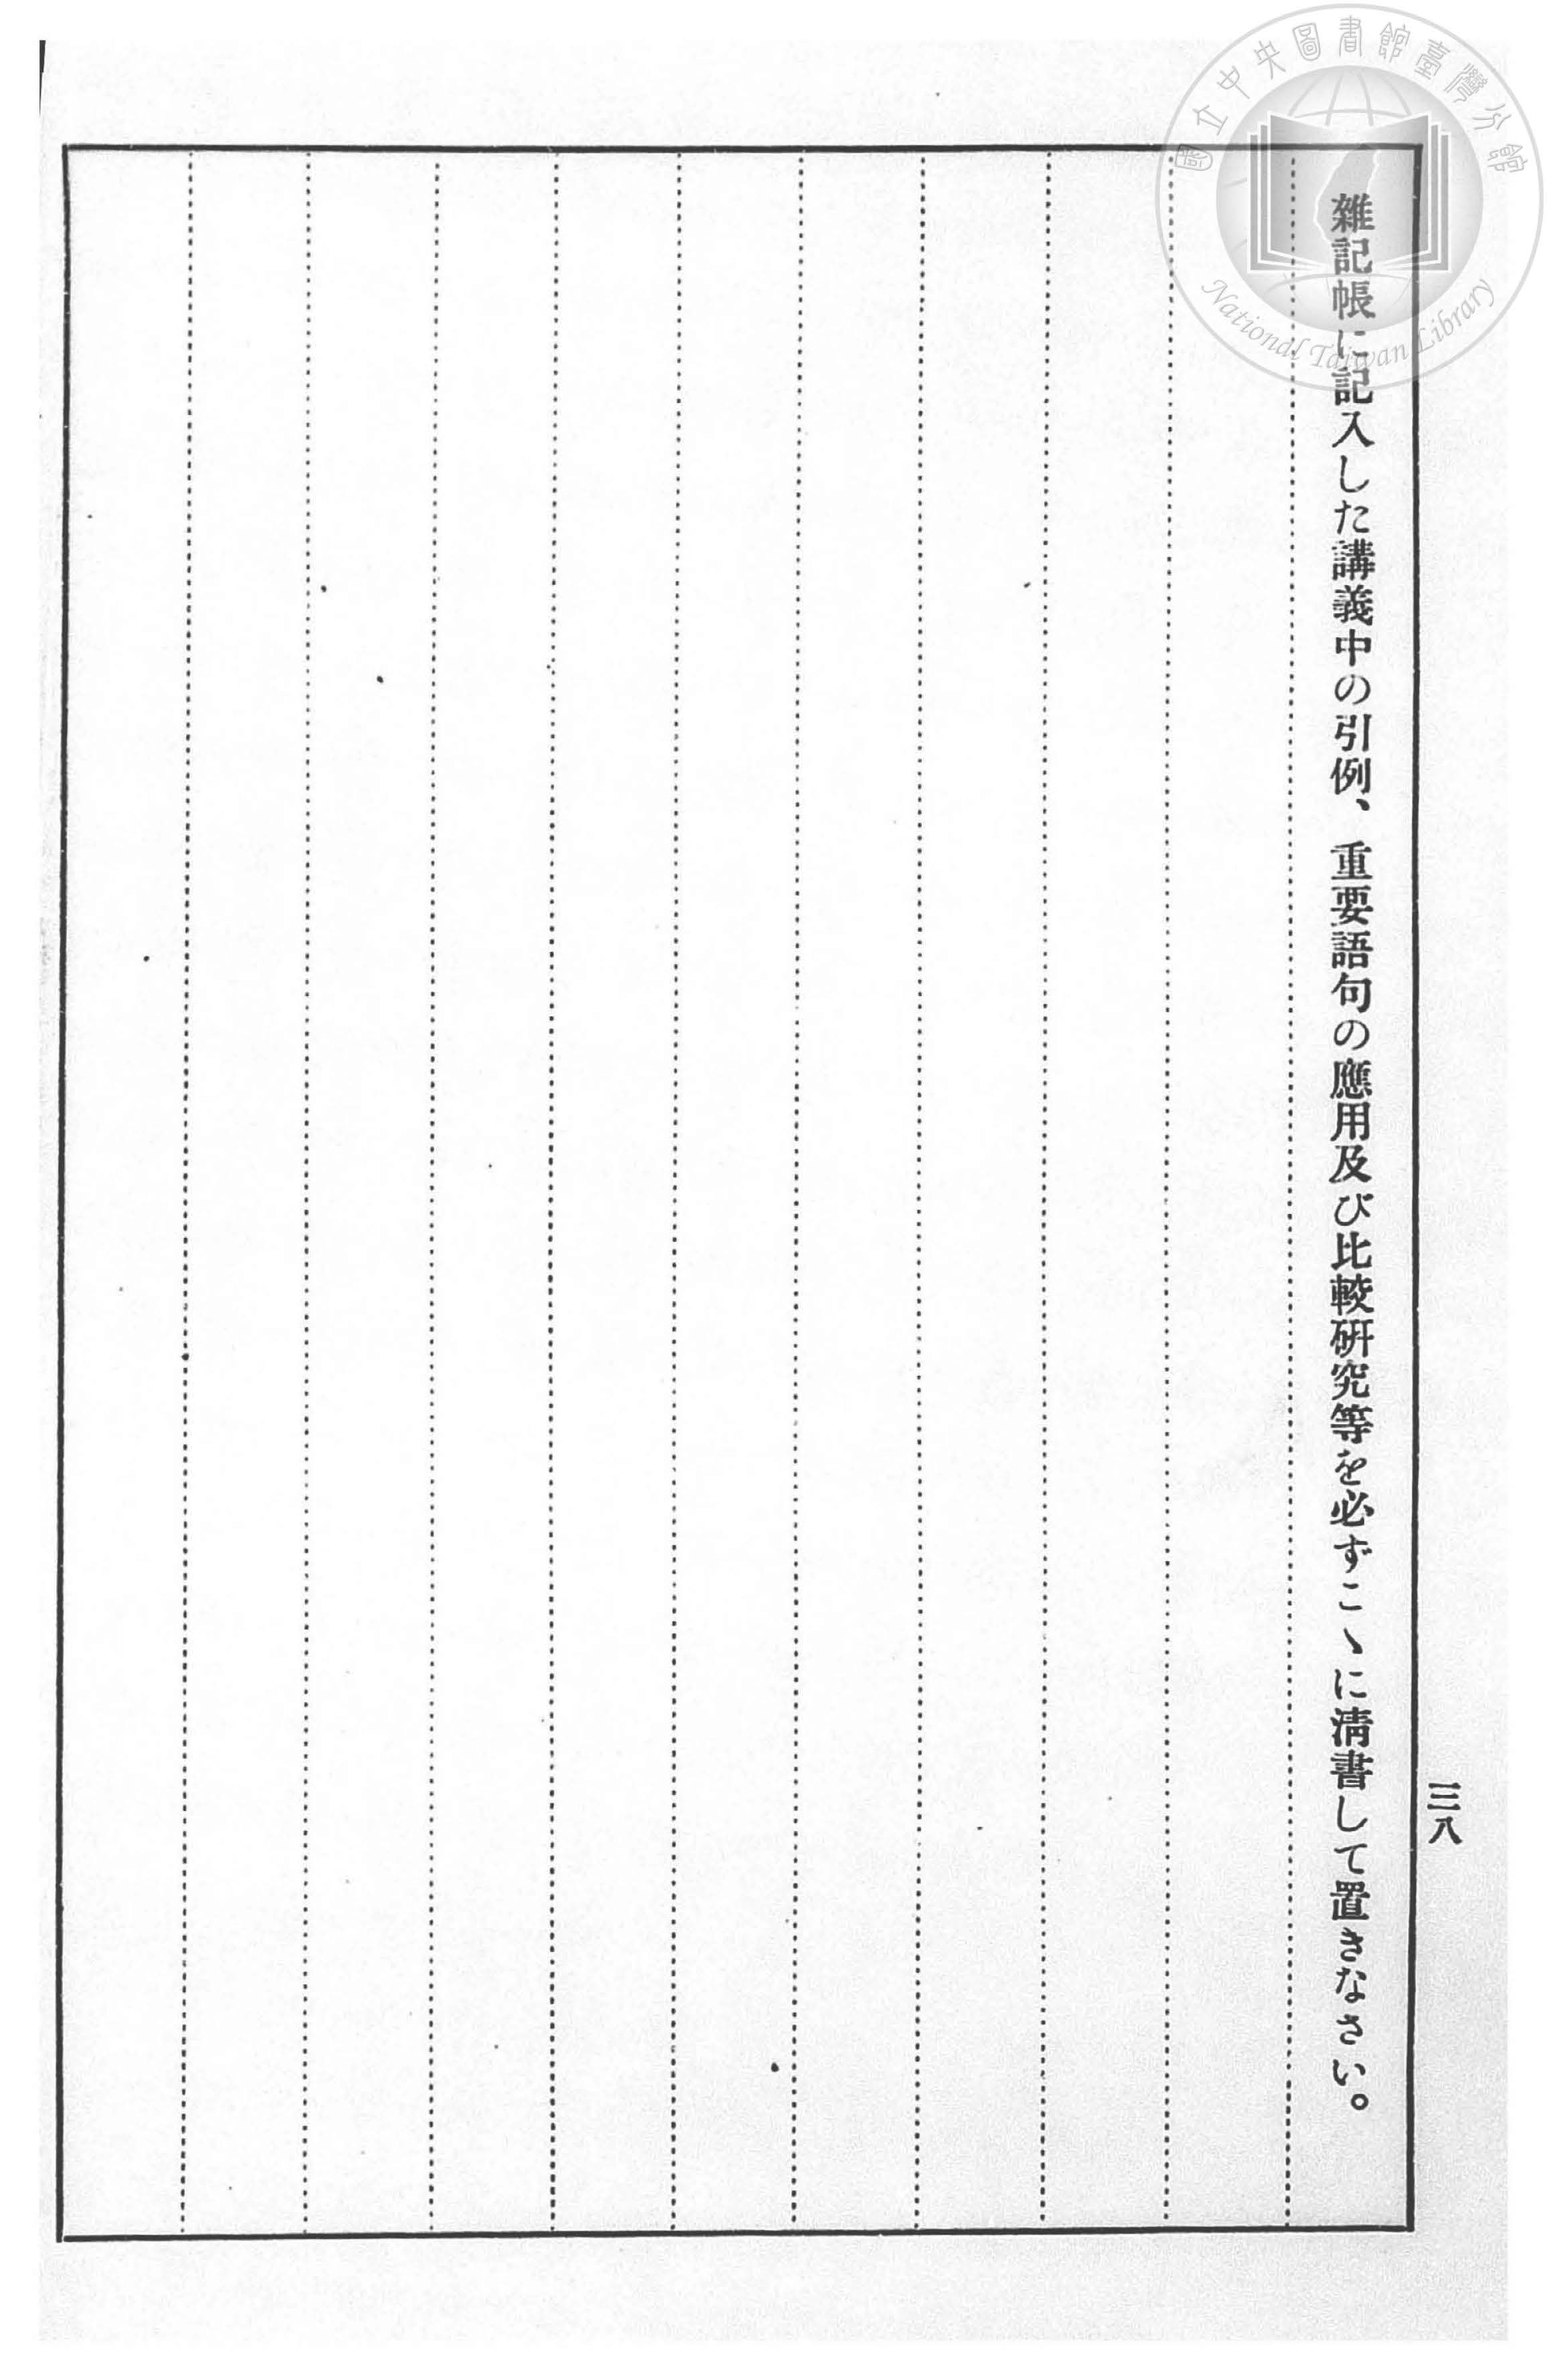 國立中央圖書館臺灣分館
National Taiwan Library
雜記帳に記入した講義中の引例、重要語句の應用及び比較硏究等を必ずこゝに淸書して置きなさい。
三八